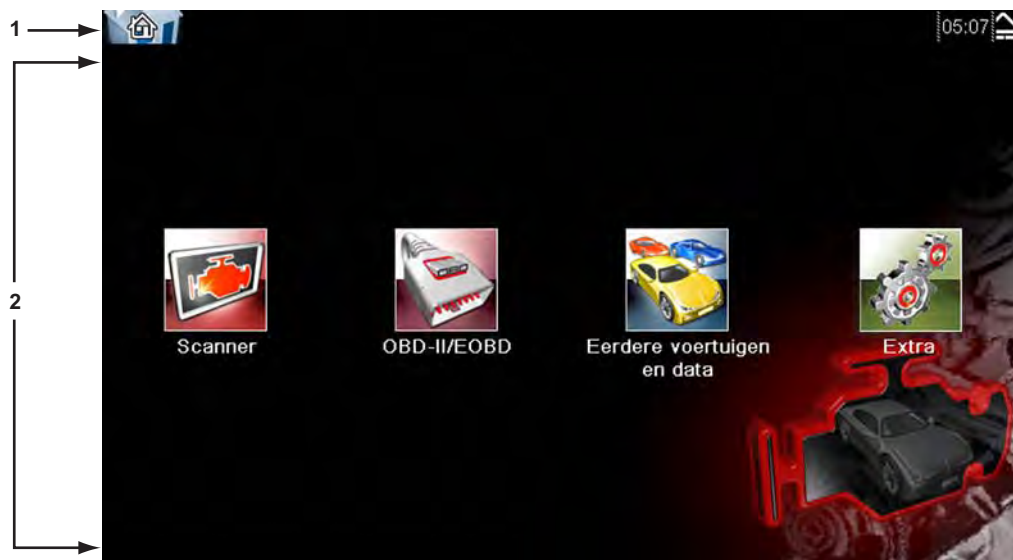 1
05:07
2
Scanner
OBD-II/EOBD
Eerdere voertuigen
en data
Extra